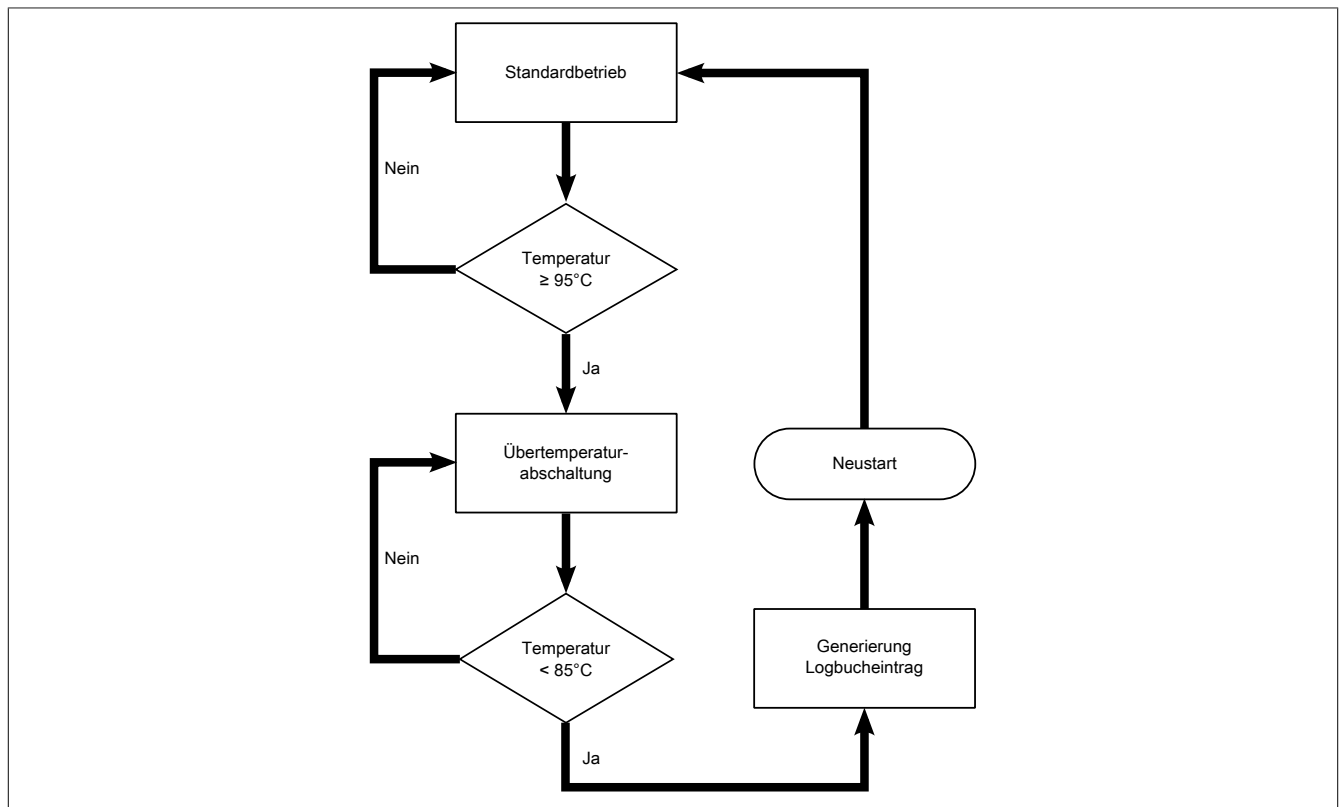 Standardbetrieb
Nein
Temperatur
≥ 95°C
Ja
Übertemperatur-
abschaltung
Neustart
Nein
Temperatur
< 85°C
Generierung
Logbucheintrag
Ja